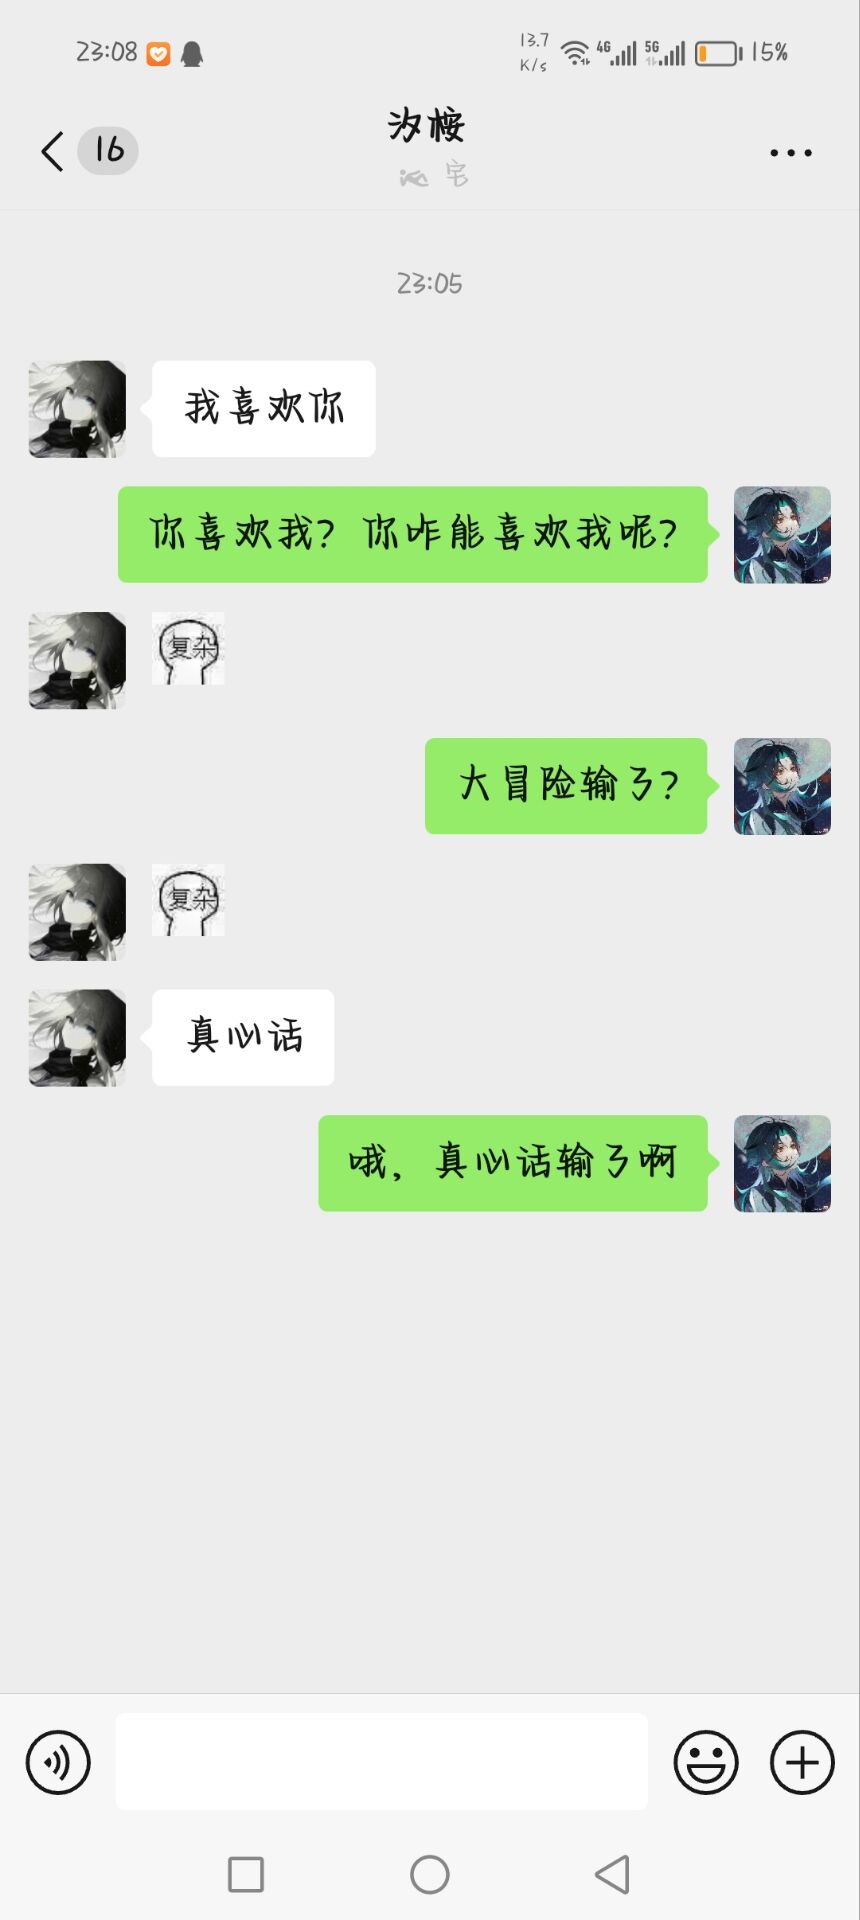 23:08
13.7
K/s
4G
5G
15%
16
汐桉
宅
23:05
我喜欢你
你喜欢我？你咋能喜欢我呢？
复杂
大冒险输了？
复杂
真心话
哦，真心话输了啊